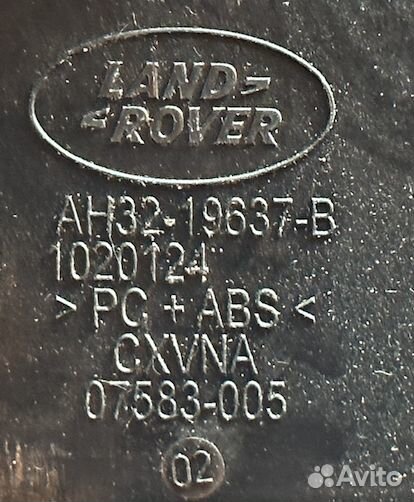 LAND
ROVER
AH32-19637-B
1020124
> PC + ABS <
CXVNA
07583-005
02
Avito